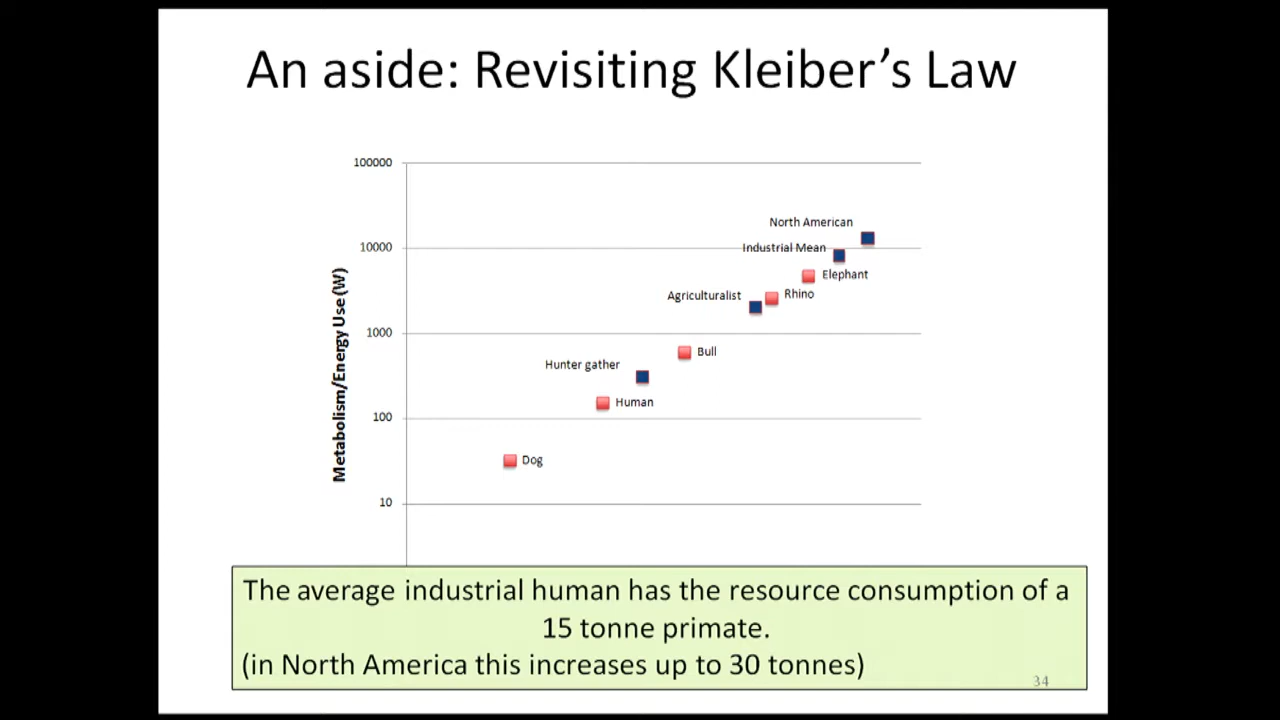 An aside: Revisiting Kleiber's Law
Metabolism/Energy Use (W)
100000
10000
1000
100
10
North American
Industrial Mean
Elephant
Rhino
Agriculturalist
Bull
Hunter gather
Human
Dog
The average industrial human has the resource consumption of a
15 tonne primate.
(in North America this increases up to 30 tonnes)
34